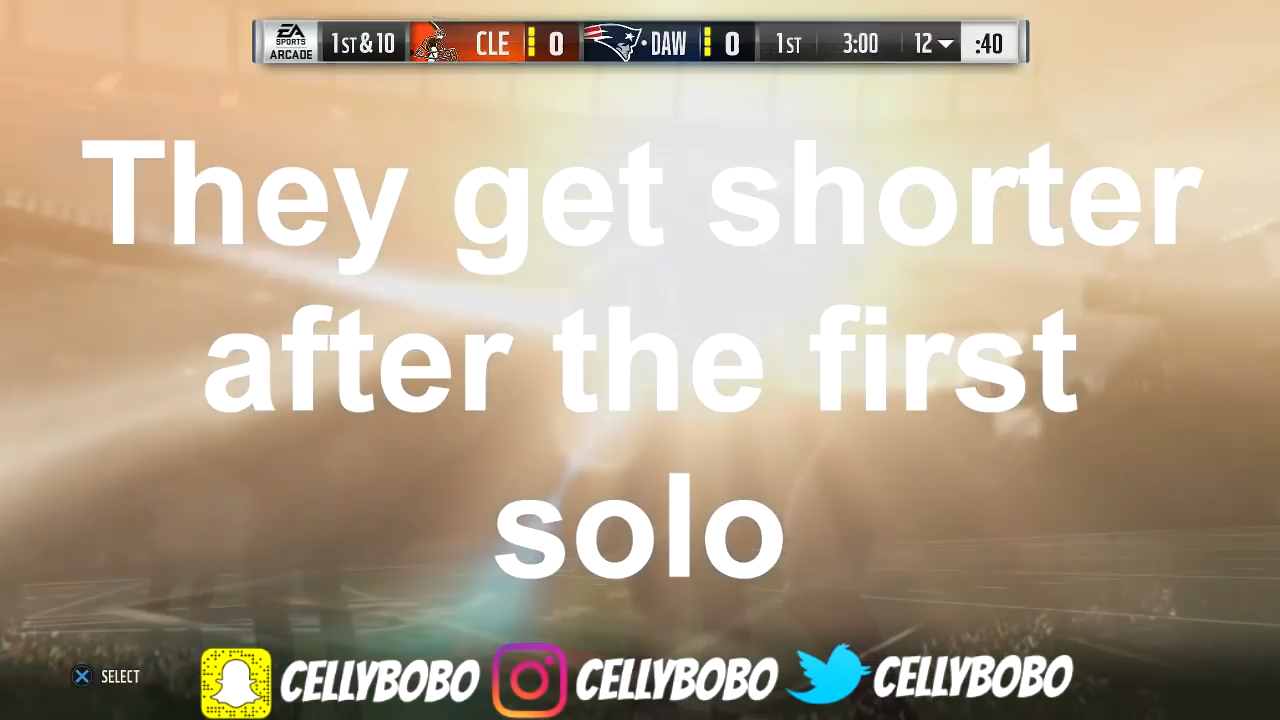 EA SPORTS ARCADE 1ST & 10 CLE 0 DAW 0 1ST 3:00 12 :40
They get shorter
after the first
solo
SELECT CELLYBOBO CELLYBOBO CELLYBOBO